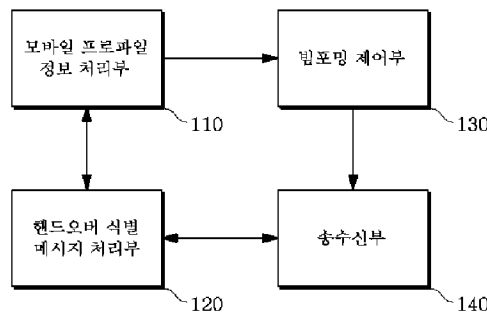 모바일 프로파일
정보 처리부
110
빔포밍 제어부
130
핸드오버 식별
메시지 처리부
120
송수신부
140